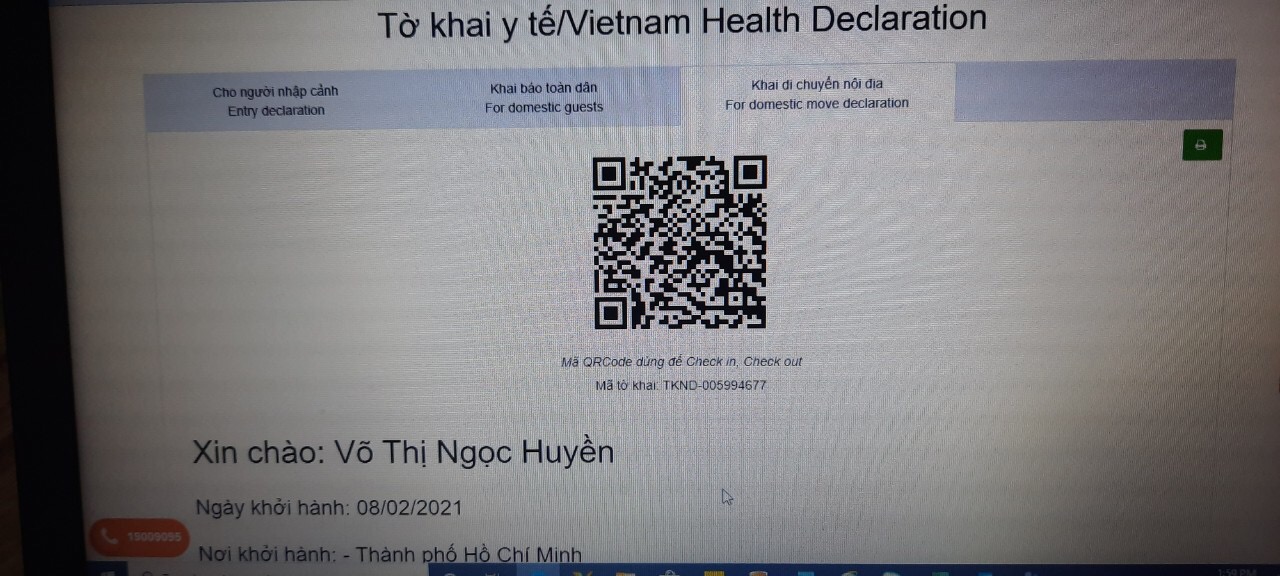 Tờ khai y tế/Vietnam Health Declaration
Cho người nhập cảnh
Entry declaration
Khai báo toàn dân
For domestic guests
Khai di chuyển nội địa
For domestic move declaration
Mã QRCode dùng để Check in, Check out
Mã tờ khai: TKND-005994677
Xin chào: Võ Thị Ngọc Huyền
Ngày khởi hành: 08/02/2021
19009095
Nơi khởi hành: - Thành phố Hồ Chí Minh
1:59 PM